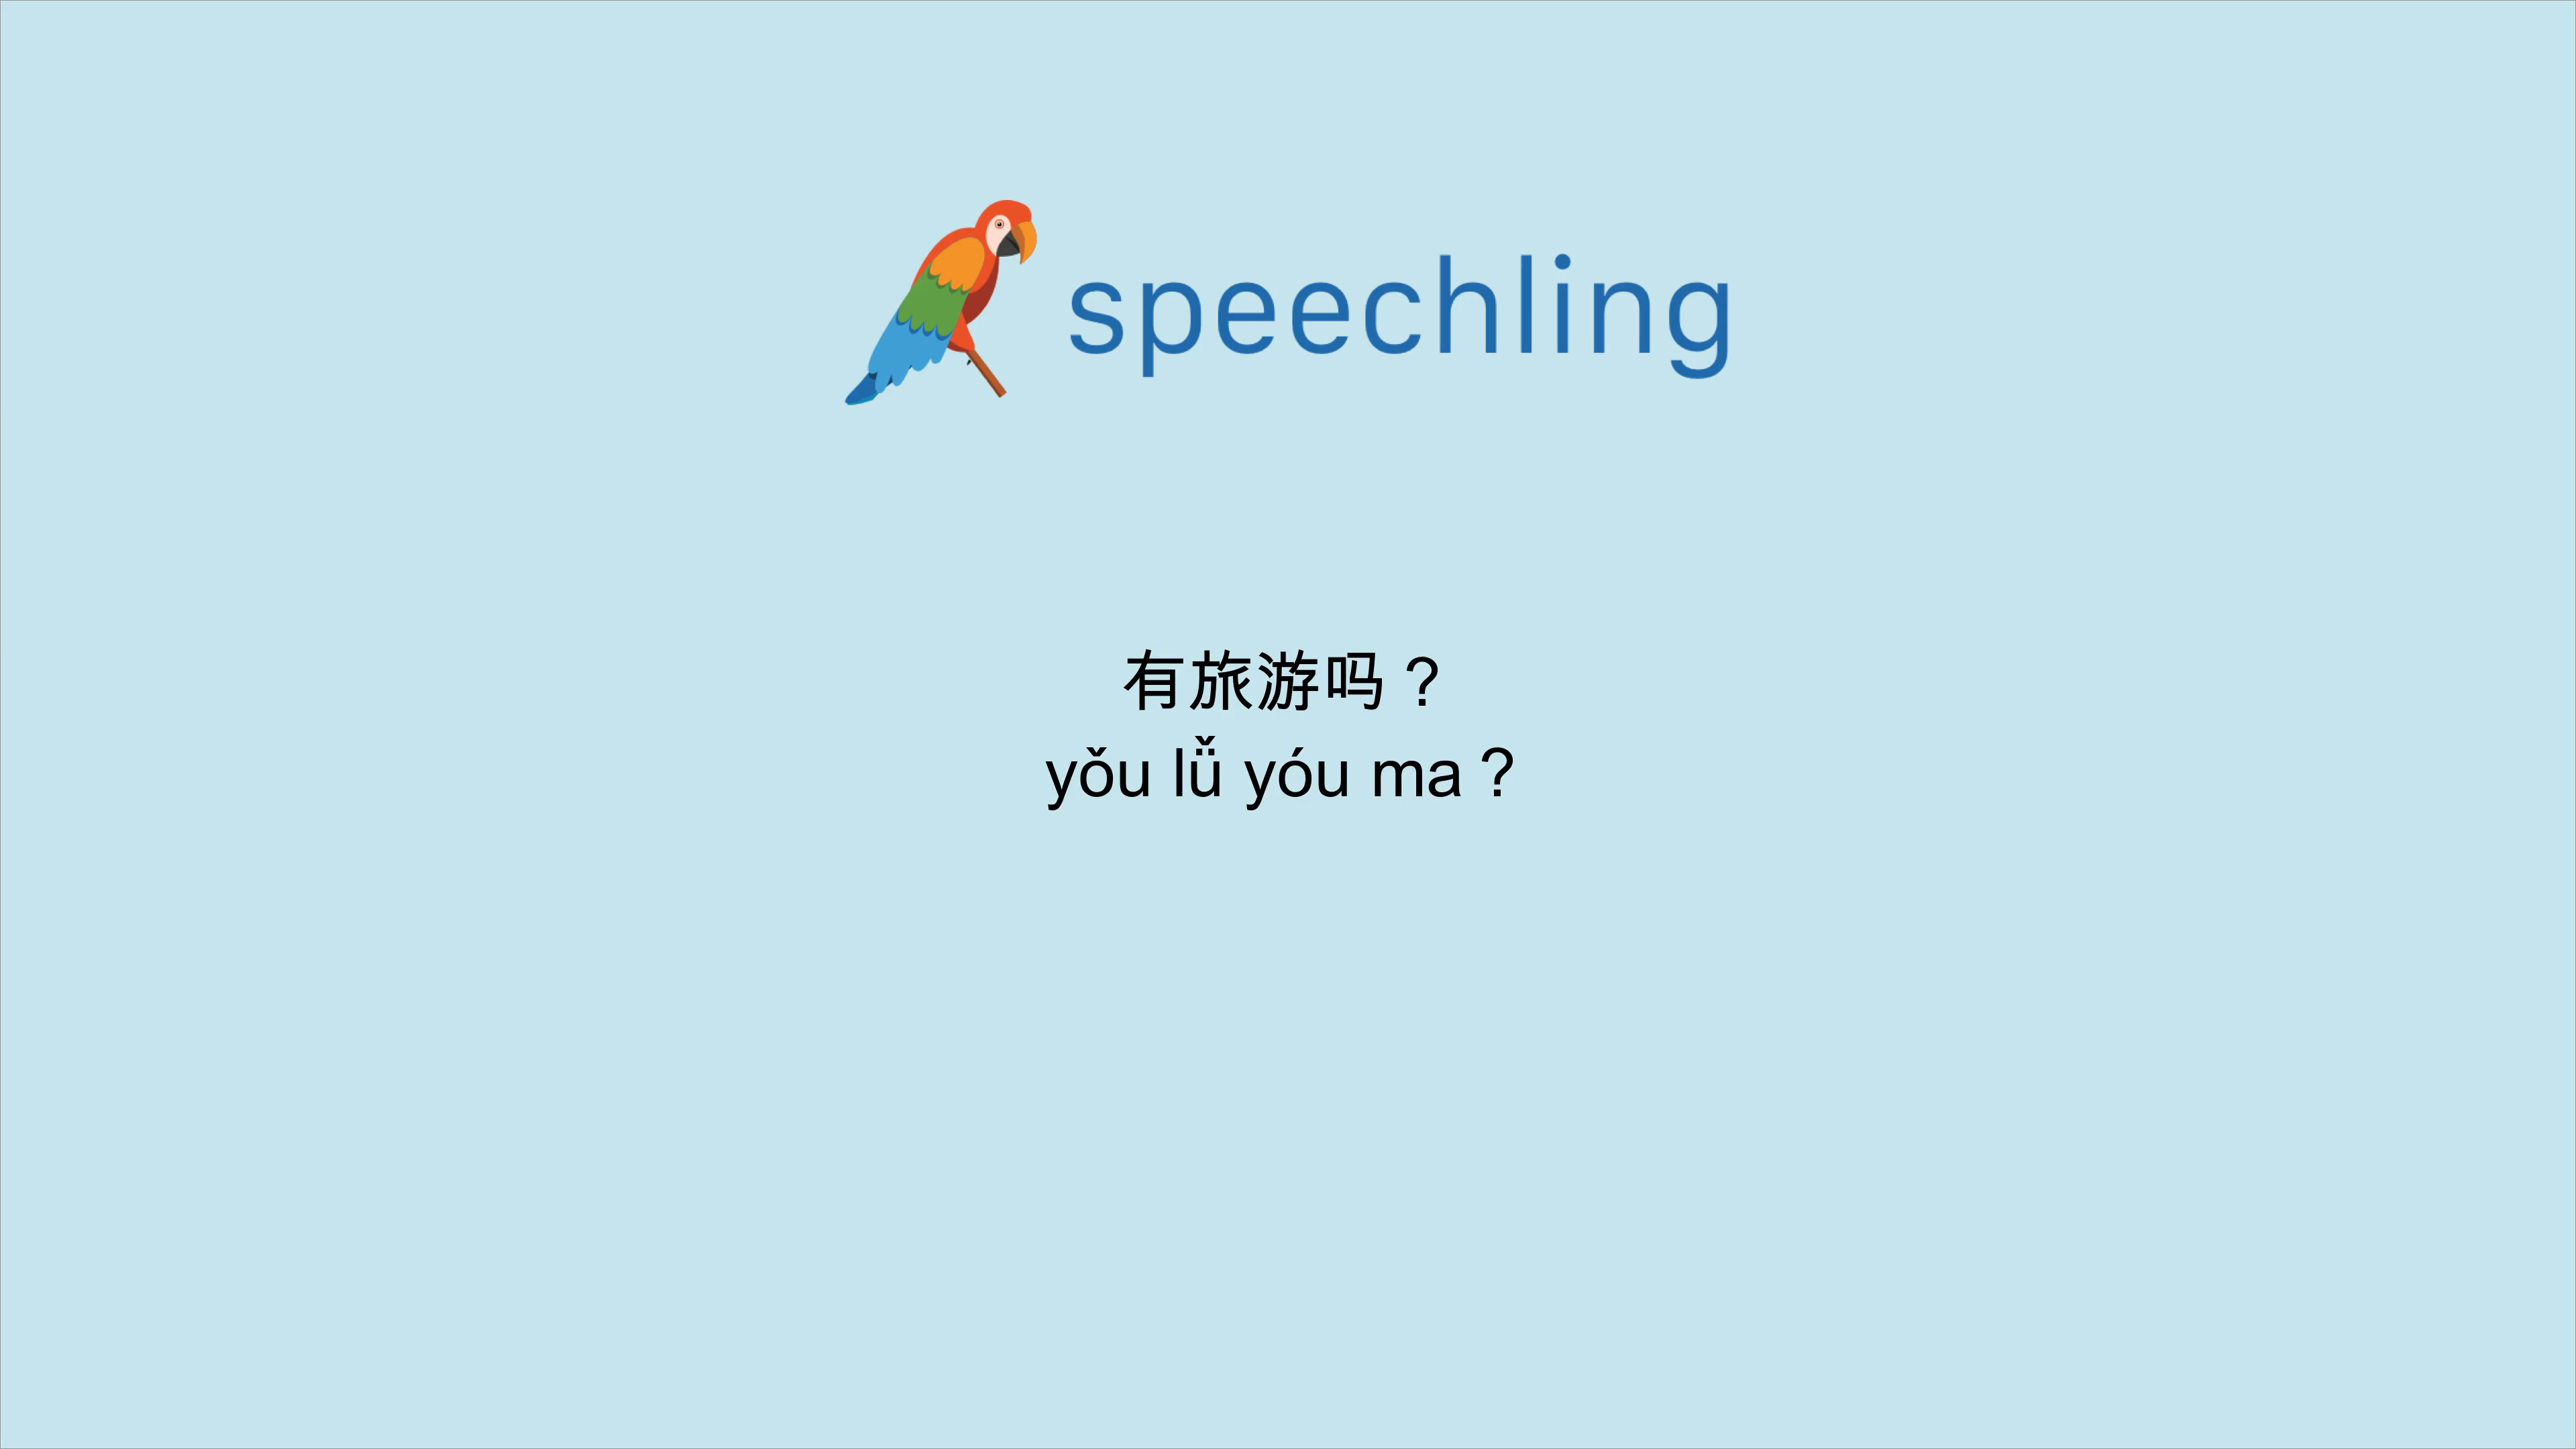 speechling
有旅游吗？
yǒu lǚ yóu ma？